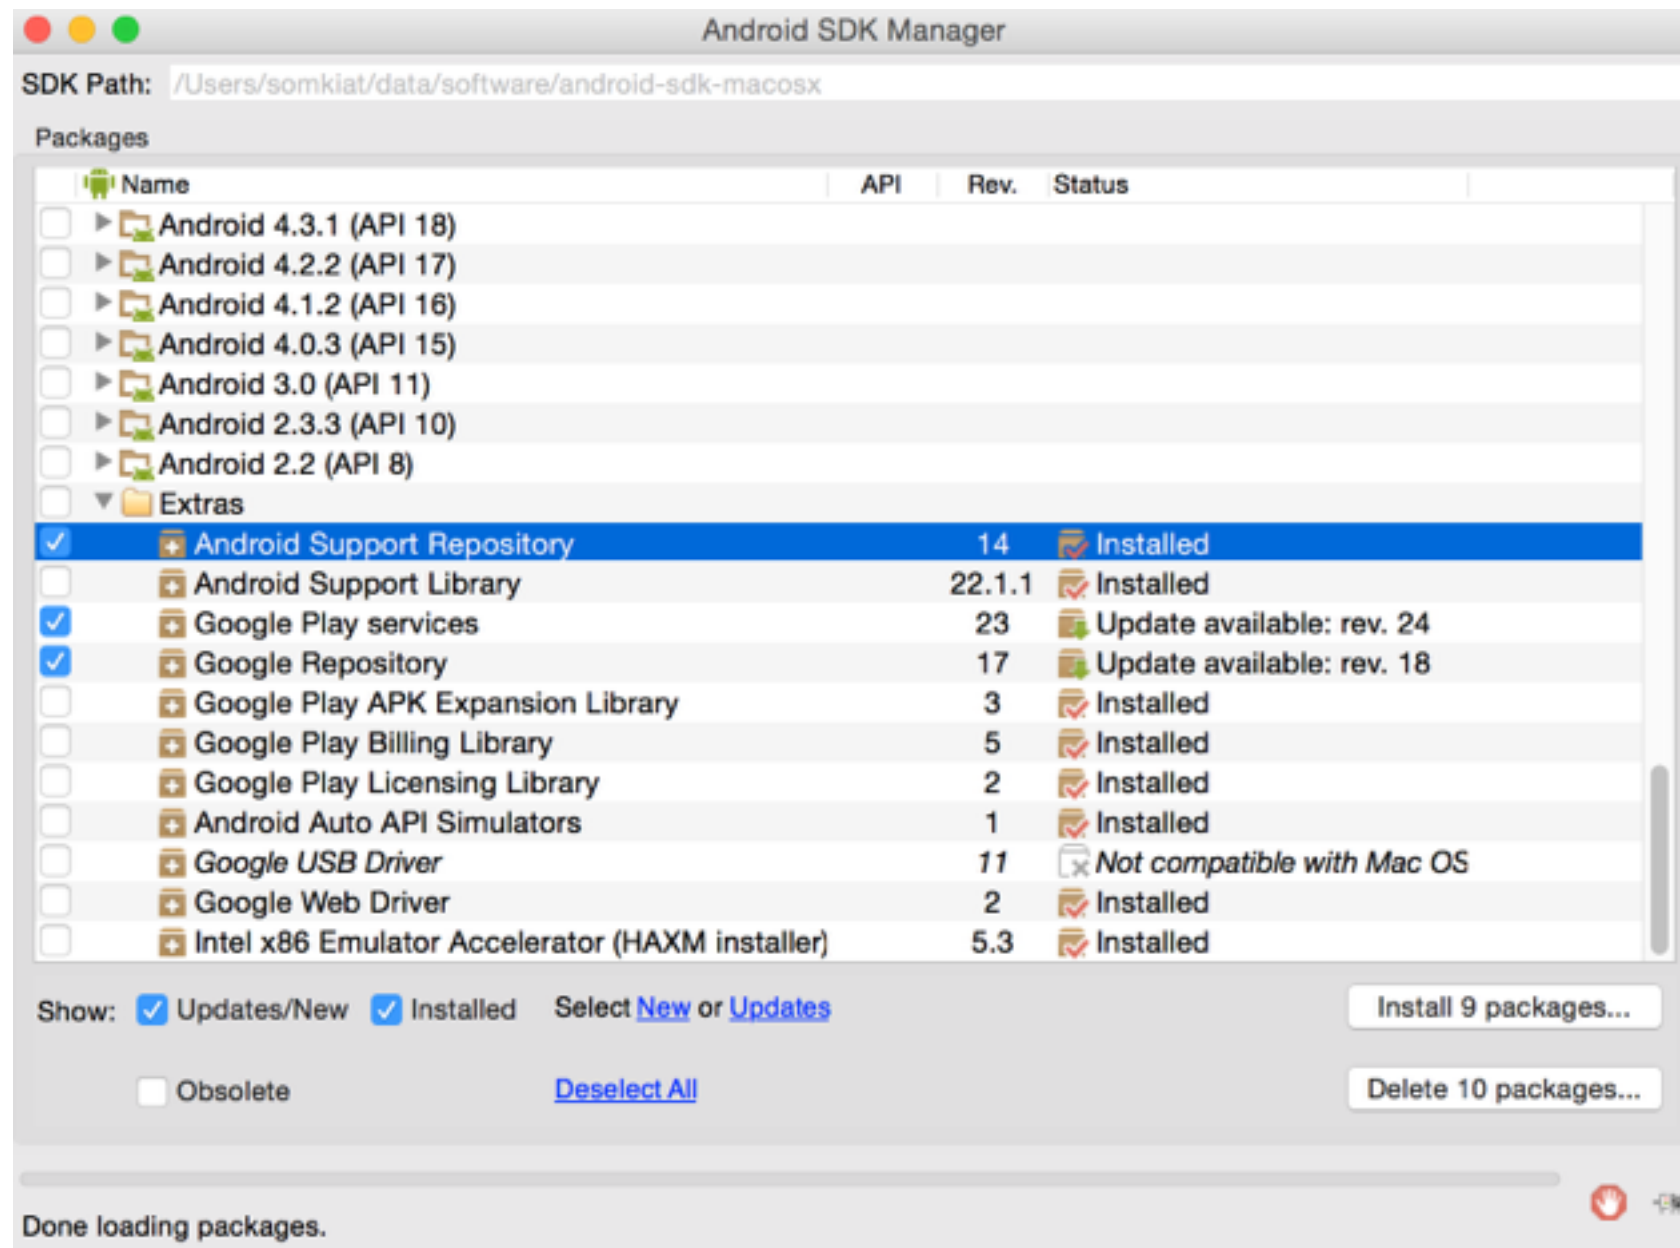 Android SDK Manager
SDK Path: /Users/somkiat/data/software/android-sdk-macosx
Packages
Name API Rev. Status
Android 4.3.1 (API 18)
Android 4.2.2 (API 17)
Android 4.1.2 (API 16)
Android 4.0.3 (API 15)
Android 3.0 (API 11)
Android 2.3.3 (API 10)
Android 2.2 (API 8)
Extras
Android Support Repository 14 Installed
Android Support Library 22.1.1 Installed
Google Play services 23 Update available: rev. 24
Google Repository 17 Update available: rev. 18
Google Play APK Expansion Library 3 Installed
Google Play Billing Library 5 Installed
Google Play Licensing Library 2 Installed
Android Auto API Simulators 1 Installed
Google USB Driver 11 Not compatible with Mac OS
Google Web Driver 2 Installed
Intel x86 Emulator Accelerator (HAXM installer) 5.3 Installed
Show: Updates/New Installed Select New or Updates Install 9 packages...
Obsolete Deselect All Delete 10 packages...
Done loading packages.